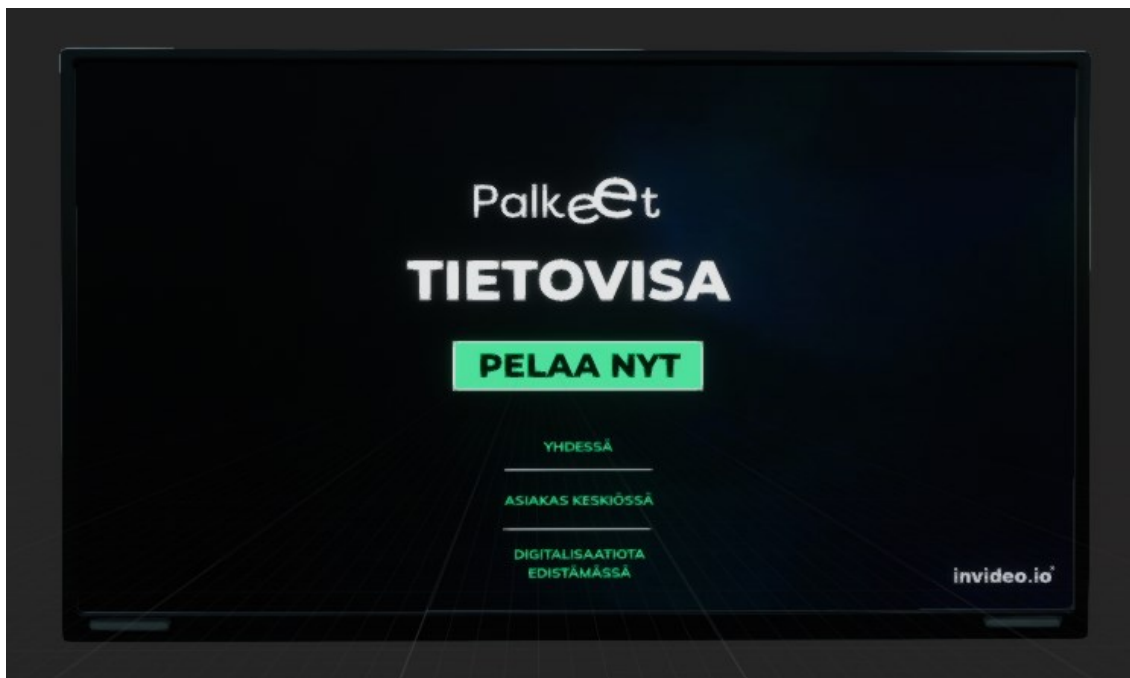 Palkeet
TIETOVISA
PELAA NYT
YHDESSÄ
ASIAKAS KESKIÖSSÄ
DIGITALISAATIOTA
EDISTÄMÄSSÄ
invideo.io